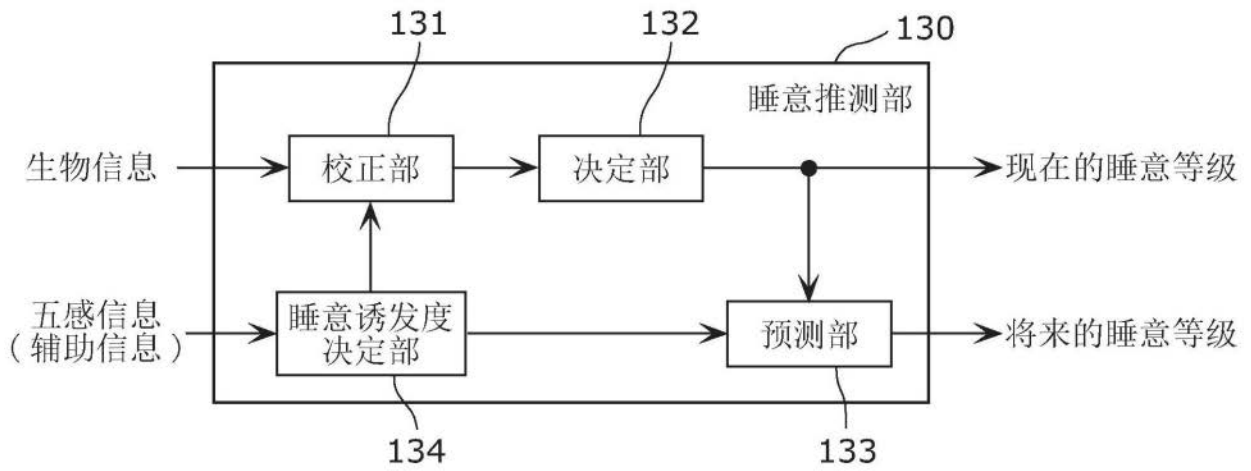 131
132
130
睡意推测部
生物信息
校正部
决定部
现在的睡意等级
五感信息
(辅助信息)
睡意诱发度
决定部
预测部
将来的睡意等级
134
133